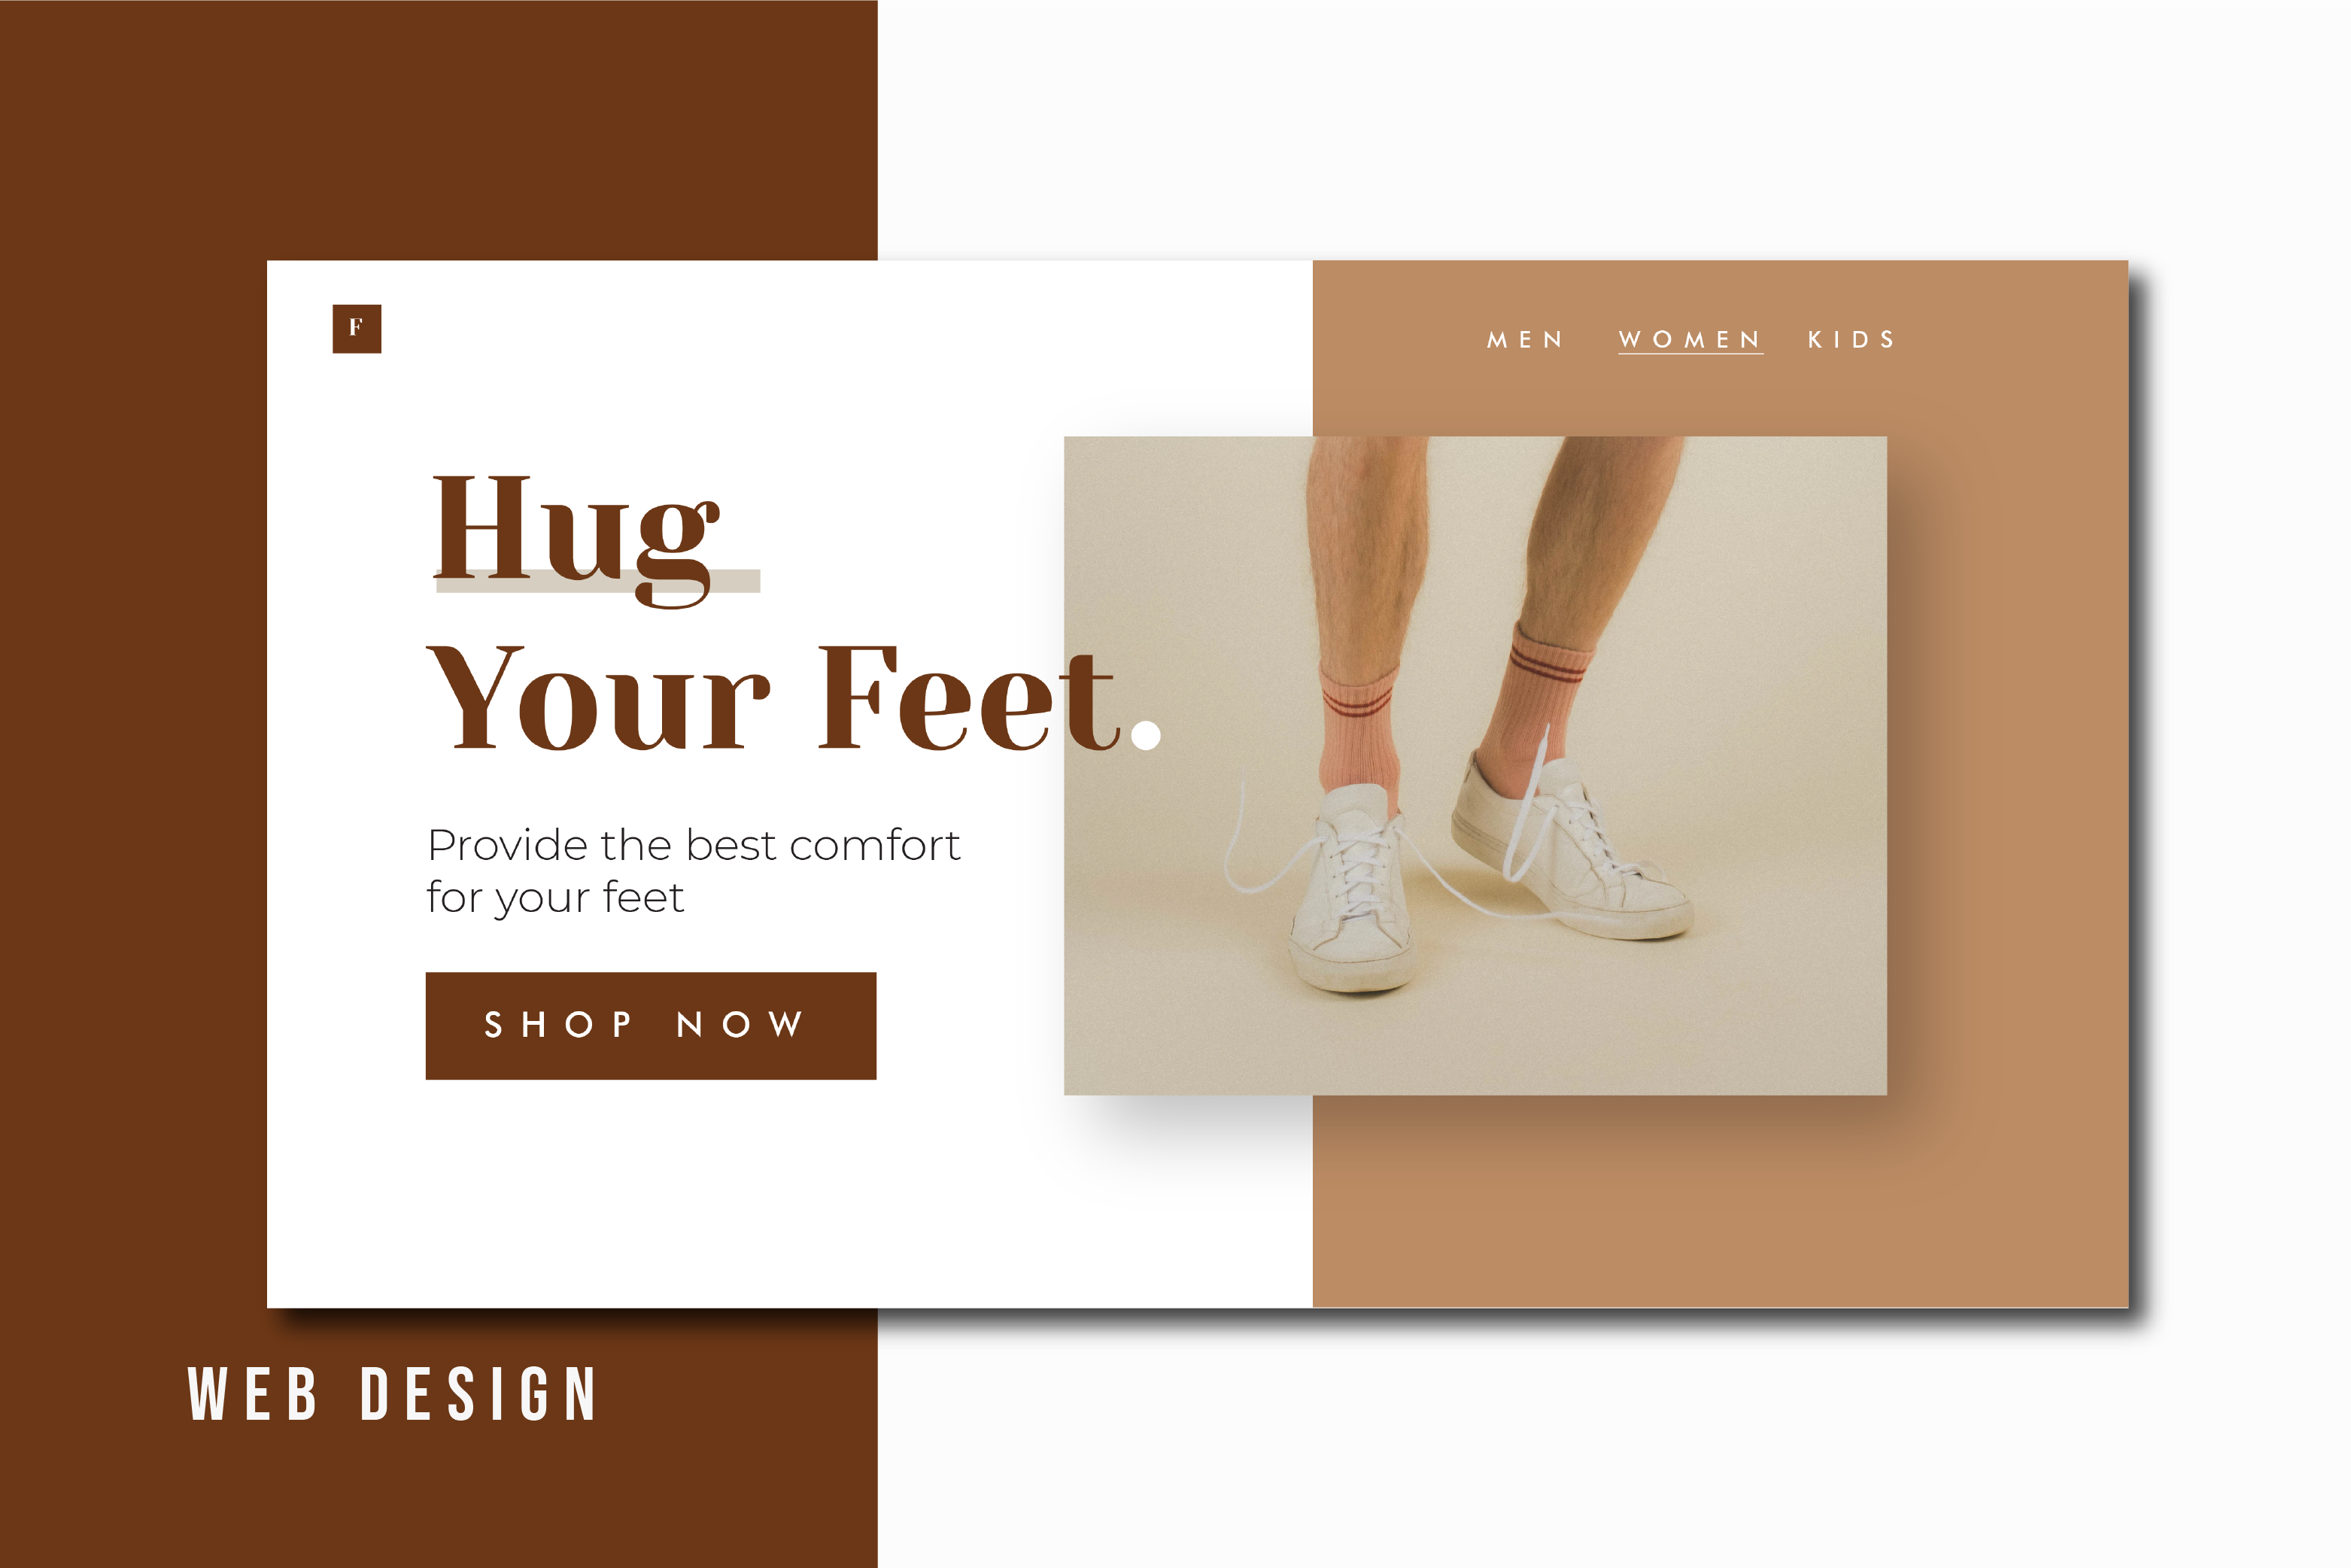 F
MEN WOMEN KIDS
Hug
Your Feet.
Provide the best comfort
for your feet
SHOP NOW
WEB DESIGN